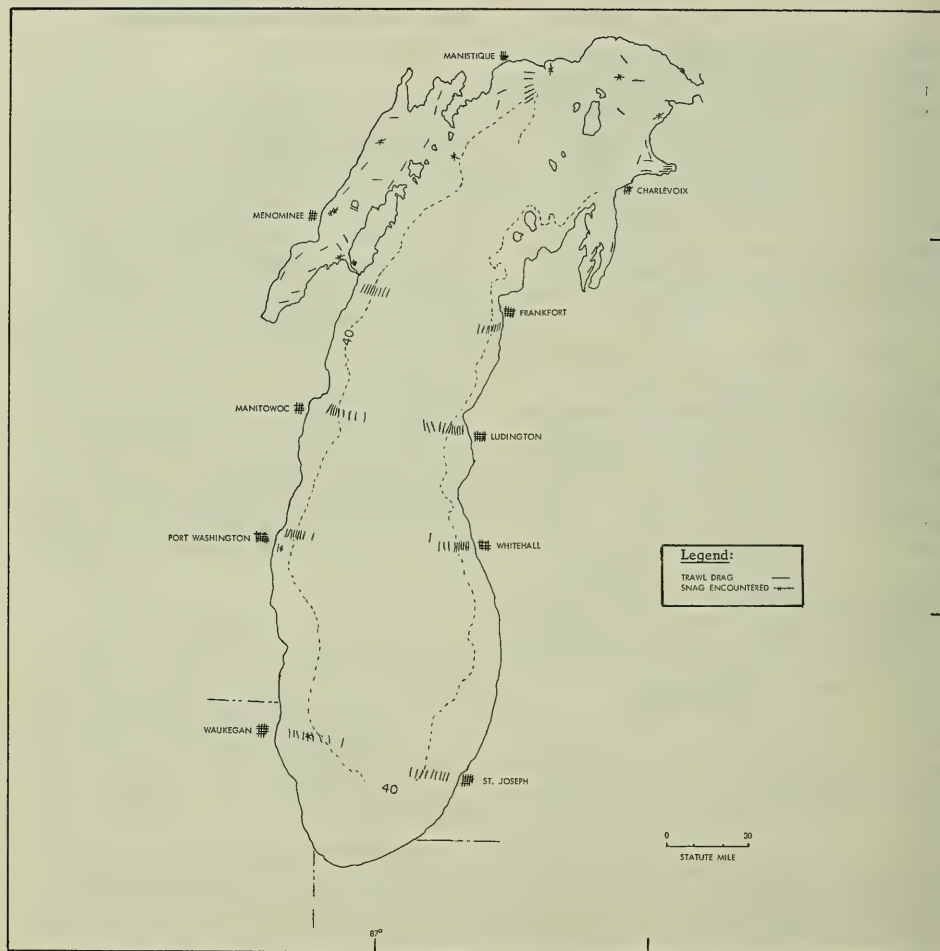 MANISTIQUE
CHARLEVOIX
MENOMINEE
FRANKFORT
40
MANITOWOC
LUDINGTON
PORT WASHINGTON
WHITEHALL
Legend:
TRAWL DRAG
SNAG ENCOUNTERED
WAUKEGAN
ST. JOSEPH
40
0 30
STATUTE MILE
87°